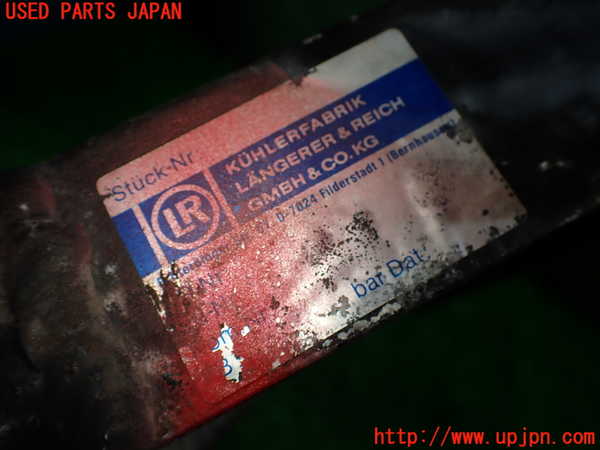 USED PARTS JAPAN
Stück-Nr
LR
KÜHLERFABRIK
LÄNGERER & REICH
GMBH & CO. KG
D-7024 Filderstadt 1 (Bernhausen)
bar Dat
http://www.upjpn.com/